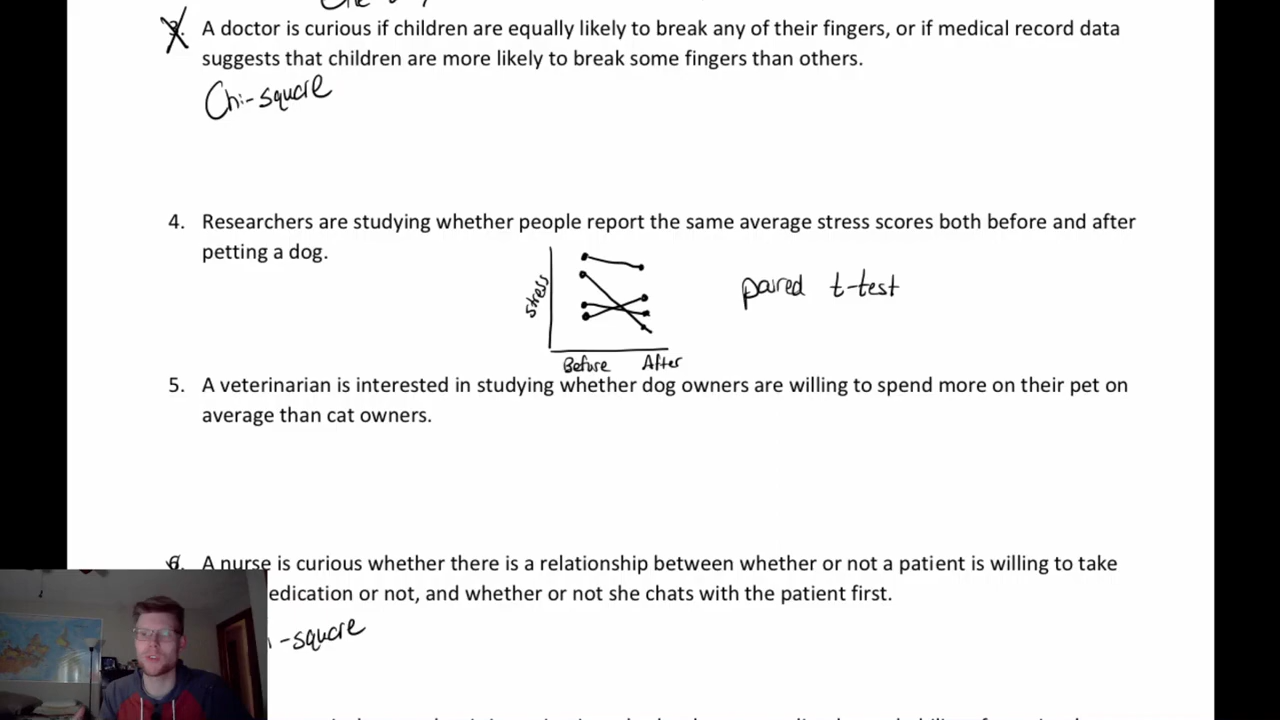 A doctor is curious if children are equally likely to break any of their fingers, or if medical record data
suggests that children are more likely to break some fingers than others.
Chi-square
4. Researchers are studying whether people report the same average stress scores both before and after
petting a dog.
stress
paired t-test
Before After
5. A veterinarian is interested in studying whether dog owners are willing to spend more on their pet on
average than cat owners.
6. A nurse is curious whether there is a relationship between whether or not a patient is willing to take
edication or not, and whether or not she chats with the patient first.
-square